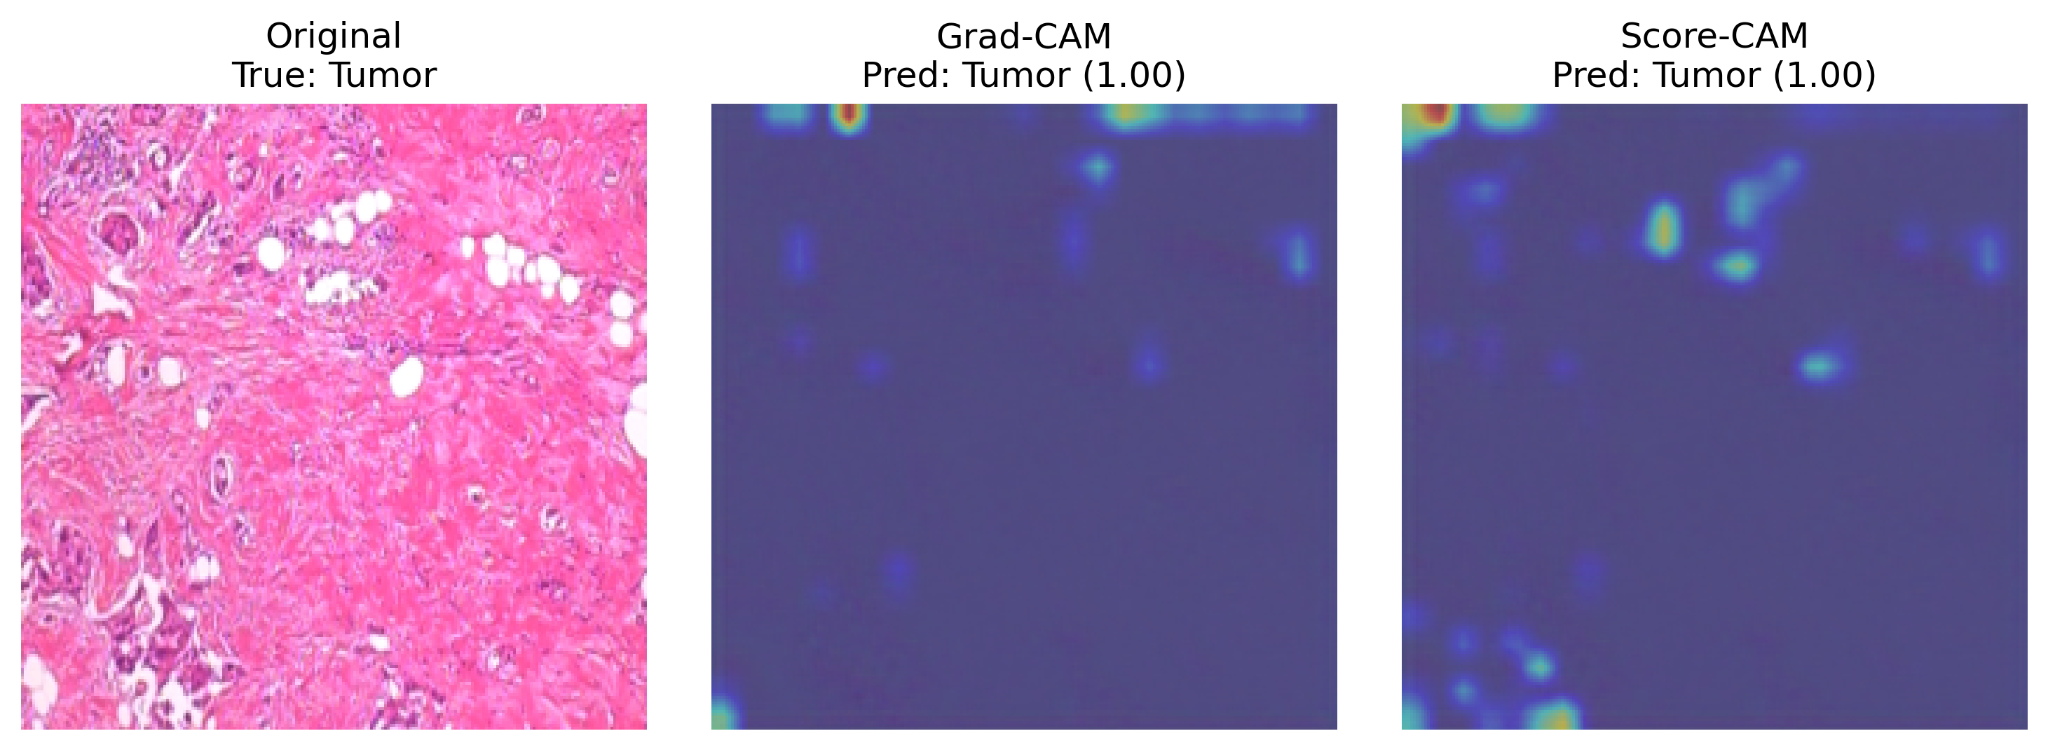 Original
True: Tumor
Grad-CAM
Pred: Tumor (1.00)
Score-CAM
Pred: Tumor (1.00)